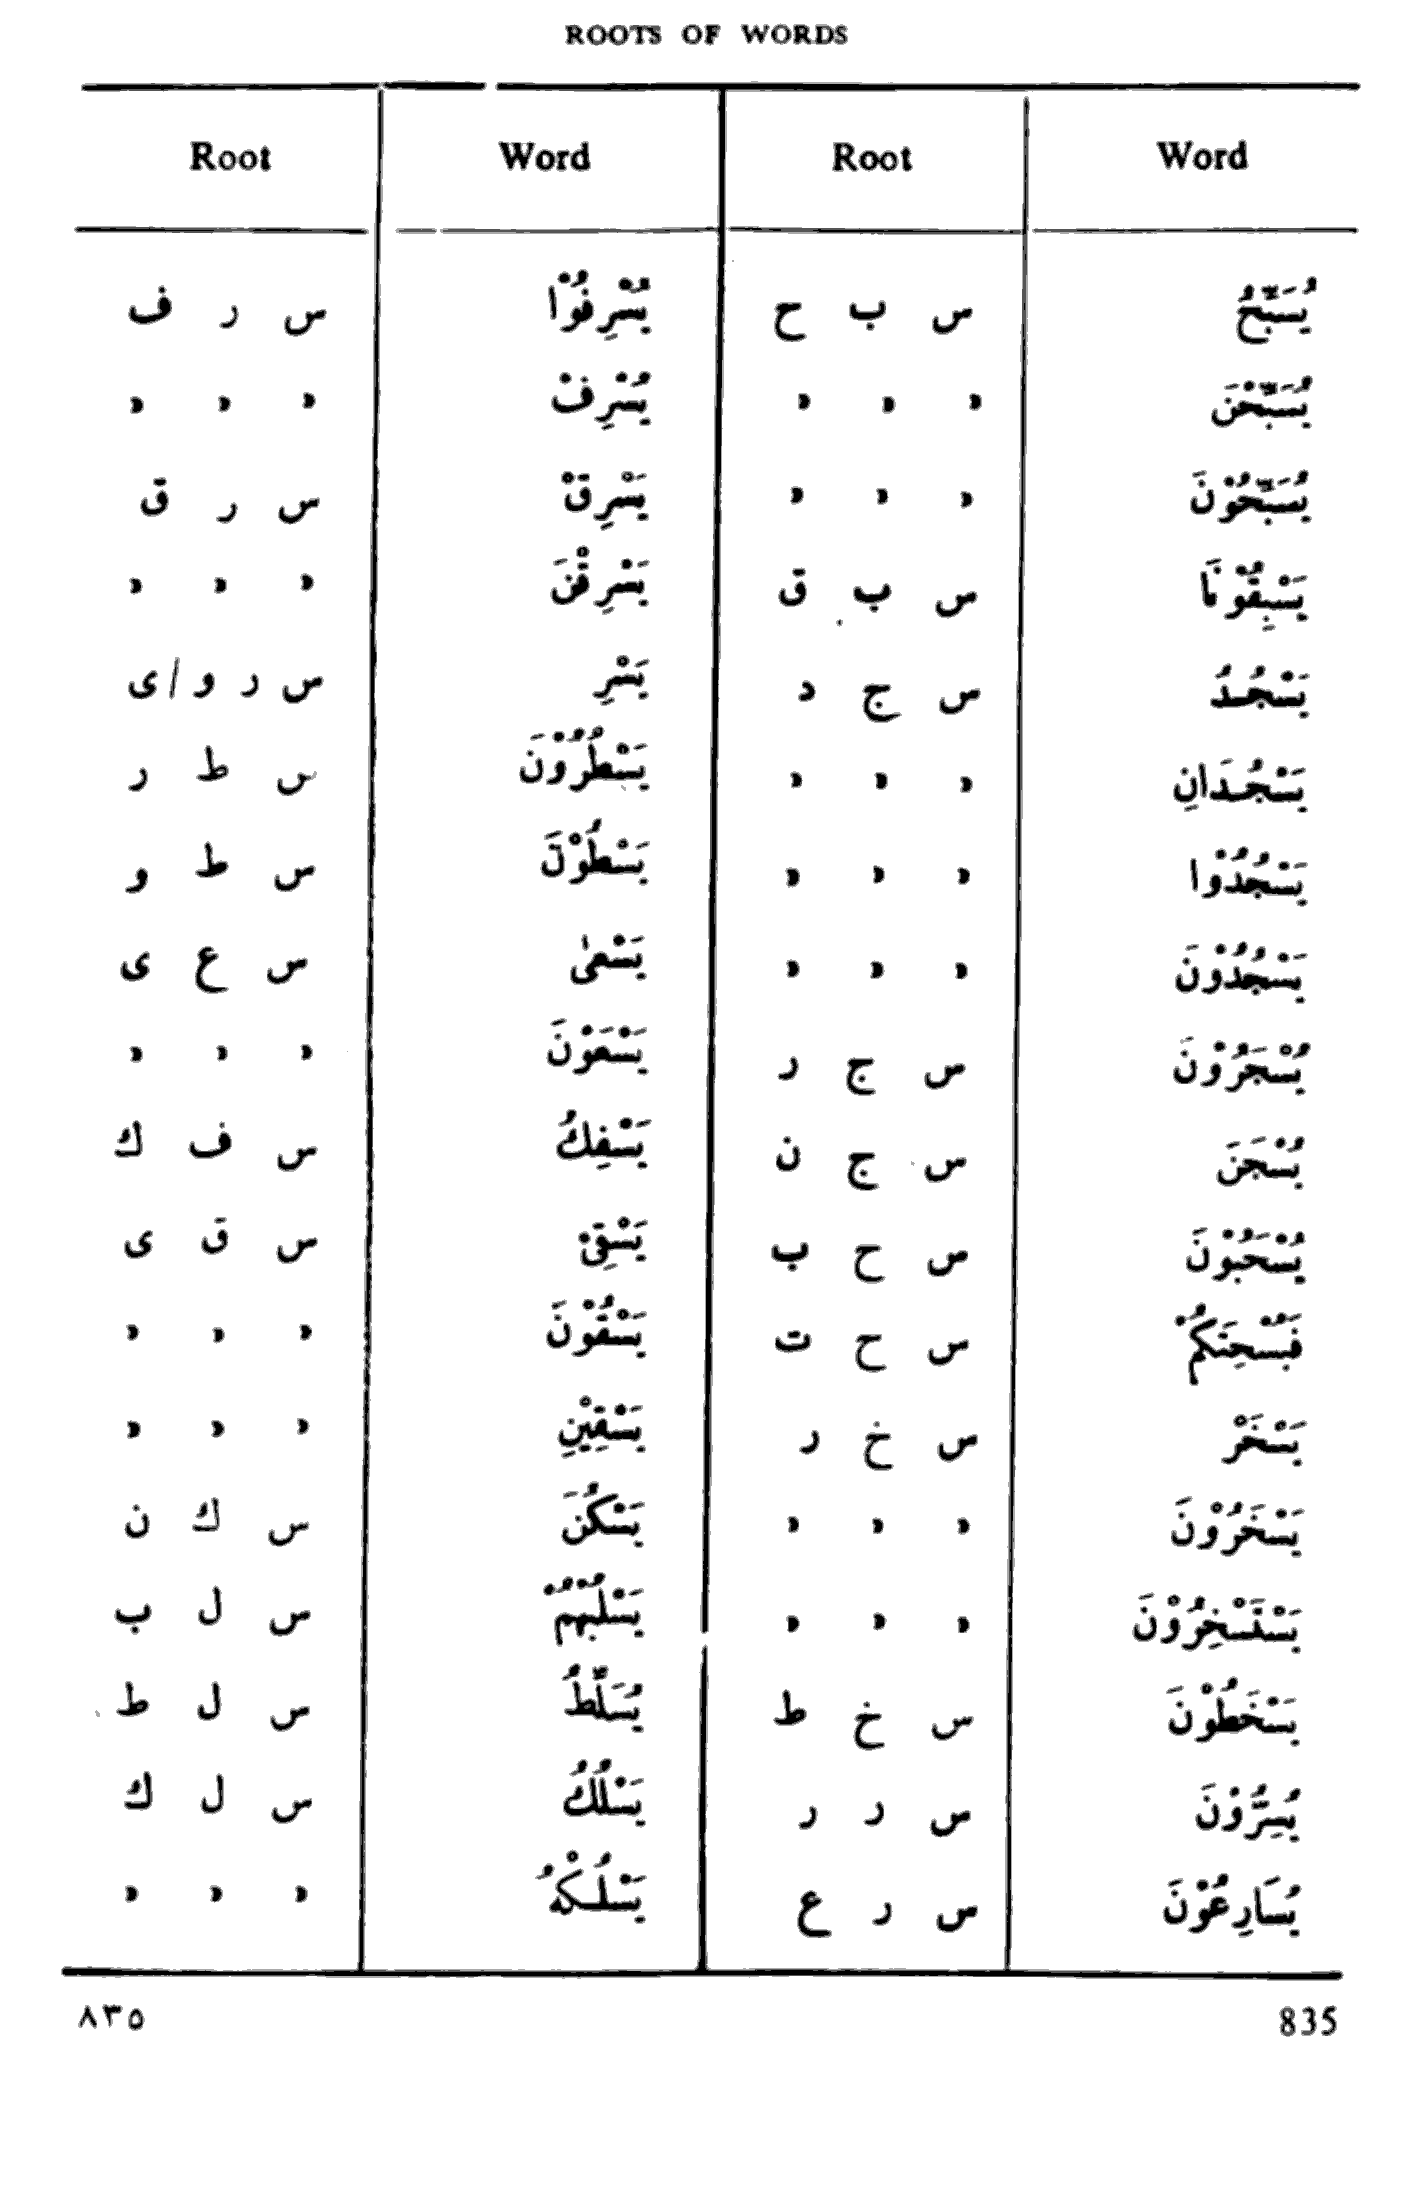 ROOTS OF WORDS
Word Root Word Root
يُسَبِّحُ س ب ح يُسْرِفُوْا س ر ف
يُسَبِّحْنَ » » » يُسْرِفْ » » »
يُسَبِّحُوْنَ » » » يَسْرِقْ س ر ق
يَسْبِقُوْنَا س ب ق يَسْرِقْنَ » » »
يَسْجُدُ س ج د يَسْرِ س ر و/ى
يَسْجُدَانِ » » » يَسْطُرُوْنَ س ط ر
يَسْجُدُوْا » » » يَسْطُوْنَ س ط و
يَسْجُدُوْنَ » » » يَسْعٰى س ع ى
يُسْجَرُوْنَ س ج ر يَسْعَوْنَ » » »
يُسْجَنَ س ج ن يَسْفِكُ س ف ك
يُسْحَبُوْنَ س ح ب يَسْقِىْ س ق ى
فَيُسْحِتَكُمْ س ح ت يَسْقُوْنَ » » »
يَسْخَرْ س خ ر يَسْقِيْنِ » » »
يَسْخَرُوْنَ » » » يَسْكُنَ س ك ن
يَسْتَسْخِرُوْنَ » » » يَسْلُبْهُمُ س ل ب
يَسْخَطُوْنَ س خ ط يُسَلِّطُ س ل ط
يُسِرُّوْنَ س ر ر يَسْلُكُ س ل ك
يُسَارِعُوْنَ س ر ع يَسْلُكْهُ » » »
835 ٨٣٥